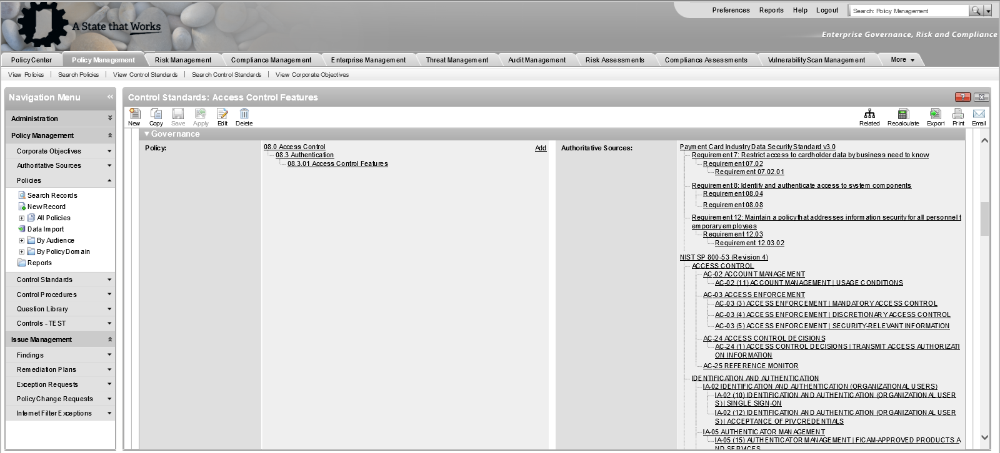 Preferences Reports Help Logout Search: Policy Management
A State that Works
Enterprise Governance, Risk and Compliance
Policy Center Policy Management Risk Management Compliance Management Enterprise Management Threat Management Audit Management Risk Assessments Compliance Assessments Vulnerability Scan Management More
View Policies | Search Policies | View Control Standards | Search Control Standards | View Corporate Objectives
Navigation Menu
Administration
Policy Management
Corporate Objectives
Authoritative Sources
Policies
Search Records
New Record
All Policies
Data Import
By Audience
By Policy Domain
Reports
Control Standards
Control Procedures
Question Library
Controls - TEST
Issue Management
Findings
Remediation Plans
Exception Requests
Policy Change Requests
Internet Filter Exceptions
Control Standards: Access Control Features
New Copy Save Apply Edit Delete
Related Recalculate Export Print Email
Governance
Policy:
08.0 Access Control
08.3 Authentication
08.3.01 Access Control Features
Add
Authoritative Sources:
Payment Card Industry Data Security Standard v3.0
Requirement 7: Restrict access to cardholder data by business need to know
Requirement 07.02
Requirement 07.02.01
Requirement 8: Identify and authenticate access to system components
Requirement 08.04
Requirement 08.08
Requirement 12: Maintain a policy that addresses information security for all personnel t
emporary employees
Requirement 12.03
Requirement 12.03.02
NIST SP 800-53 (Revision 4)
ACCESS CONTROL
AC-02 ACCOUNT MANAGEMENT
AC-02 (11) ACCOUNT MANAGEMENT | USAGE CONDITIONS
AC-03 ACCESS ENFORCEMENT
AC-03 (3) ACCESS ENFORCEMENT | MANDATORY ACCESS CONTROL
AC-03 (4) ACCESS ENFORCEMENT | DISCRETIONARY ACCESS CONTROL
AC-03 (5) ACCESS ENFORCEMENT | SECURITY-RELEVANT INFORMATION
AC-24 ACCESS CONTROL DECISIONS
AC-24 (1) ACCESS CONTROL DECISIONS | TRANSMIT ACCESS AUTHORIZATI
ON INFORMATION
AC-25 REFERENCE MONITOR
IDENTIFICATION AND AUTHENTICATION
IA-02 IDENTIFICATION AND AUTHENTICATION (ORGANIZATIONAL USERS)
IA-02 (10) IDENTIFICATION AND AUTHENTICATION (ORGANIZATIONAL USER
S) | SINGLE SIGN-ON
IA-02 (12) IDENTIFICATION AND AUTHENTICATION (ORGANIZATIONAL USER
S) | ACCEPTANCE OF PIV CREDENTIALS
IA-05 AUTHENTICATOR MANAGEMENT
IA-05 (15) AUTHENTICATOR MANAGEMENT | FICAM-APPROVED PRODUCTS A
ND SERVICES